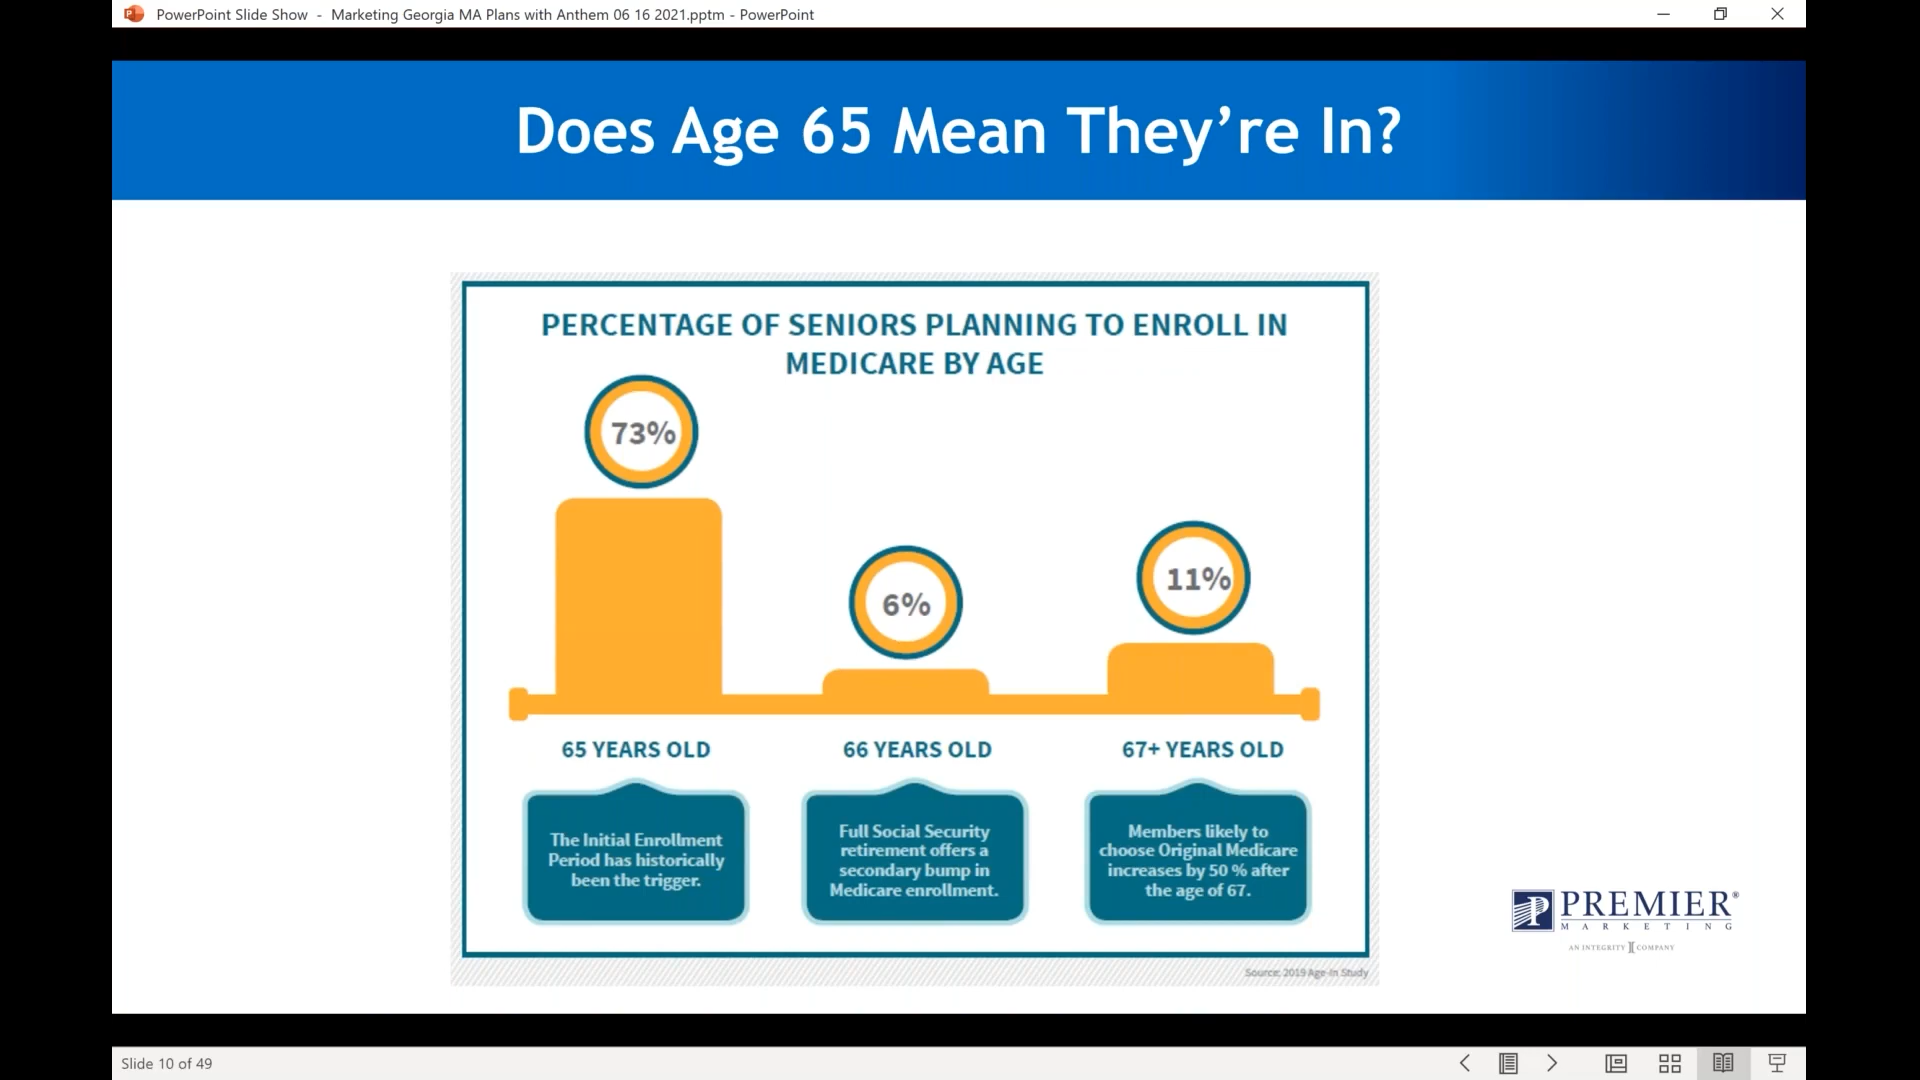 PowerPoint Slide Show - Marketing Georgia MA Plans with Anthem 06 16 2021.pptm - PowerPoint
Does Age 65 Mean They’re In?
PERCENTAGE OF SENIORS PLANNING TO ENROLL IN
MEDICARE BY AGE
73%
6%
11%
65 YEARS OLD
66 YEARS OLD
67+ YEARS OLD
The Initial Enrollment
Period has historically
been the trigger.
Full Social Security
retirement offers a
secondary bump in
Medicare enrollment.
Members likely to
choose Original Medicare
increases by 50 % after
the age of 67.
Source: 2019 Age-In Study
P PREMIER®
MARKETING
AN INTEGRITY COMPANY
Slide 10 of 49